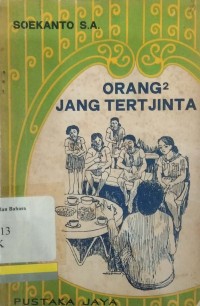 SOEKANTO S.A.
ORANG²
JANG TERTJINTA
13
K
PUSTAKA JAYA